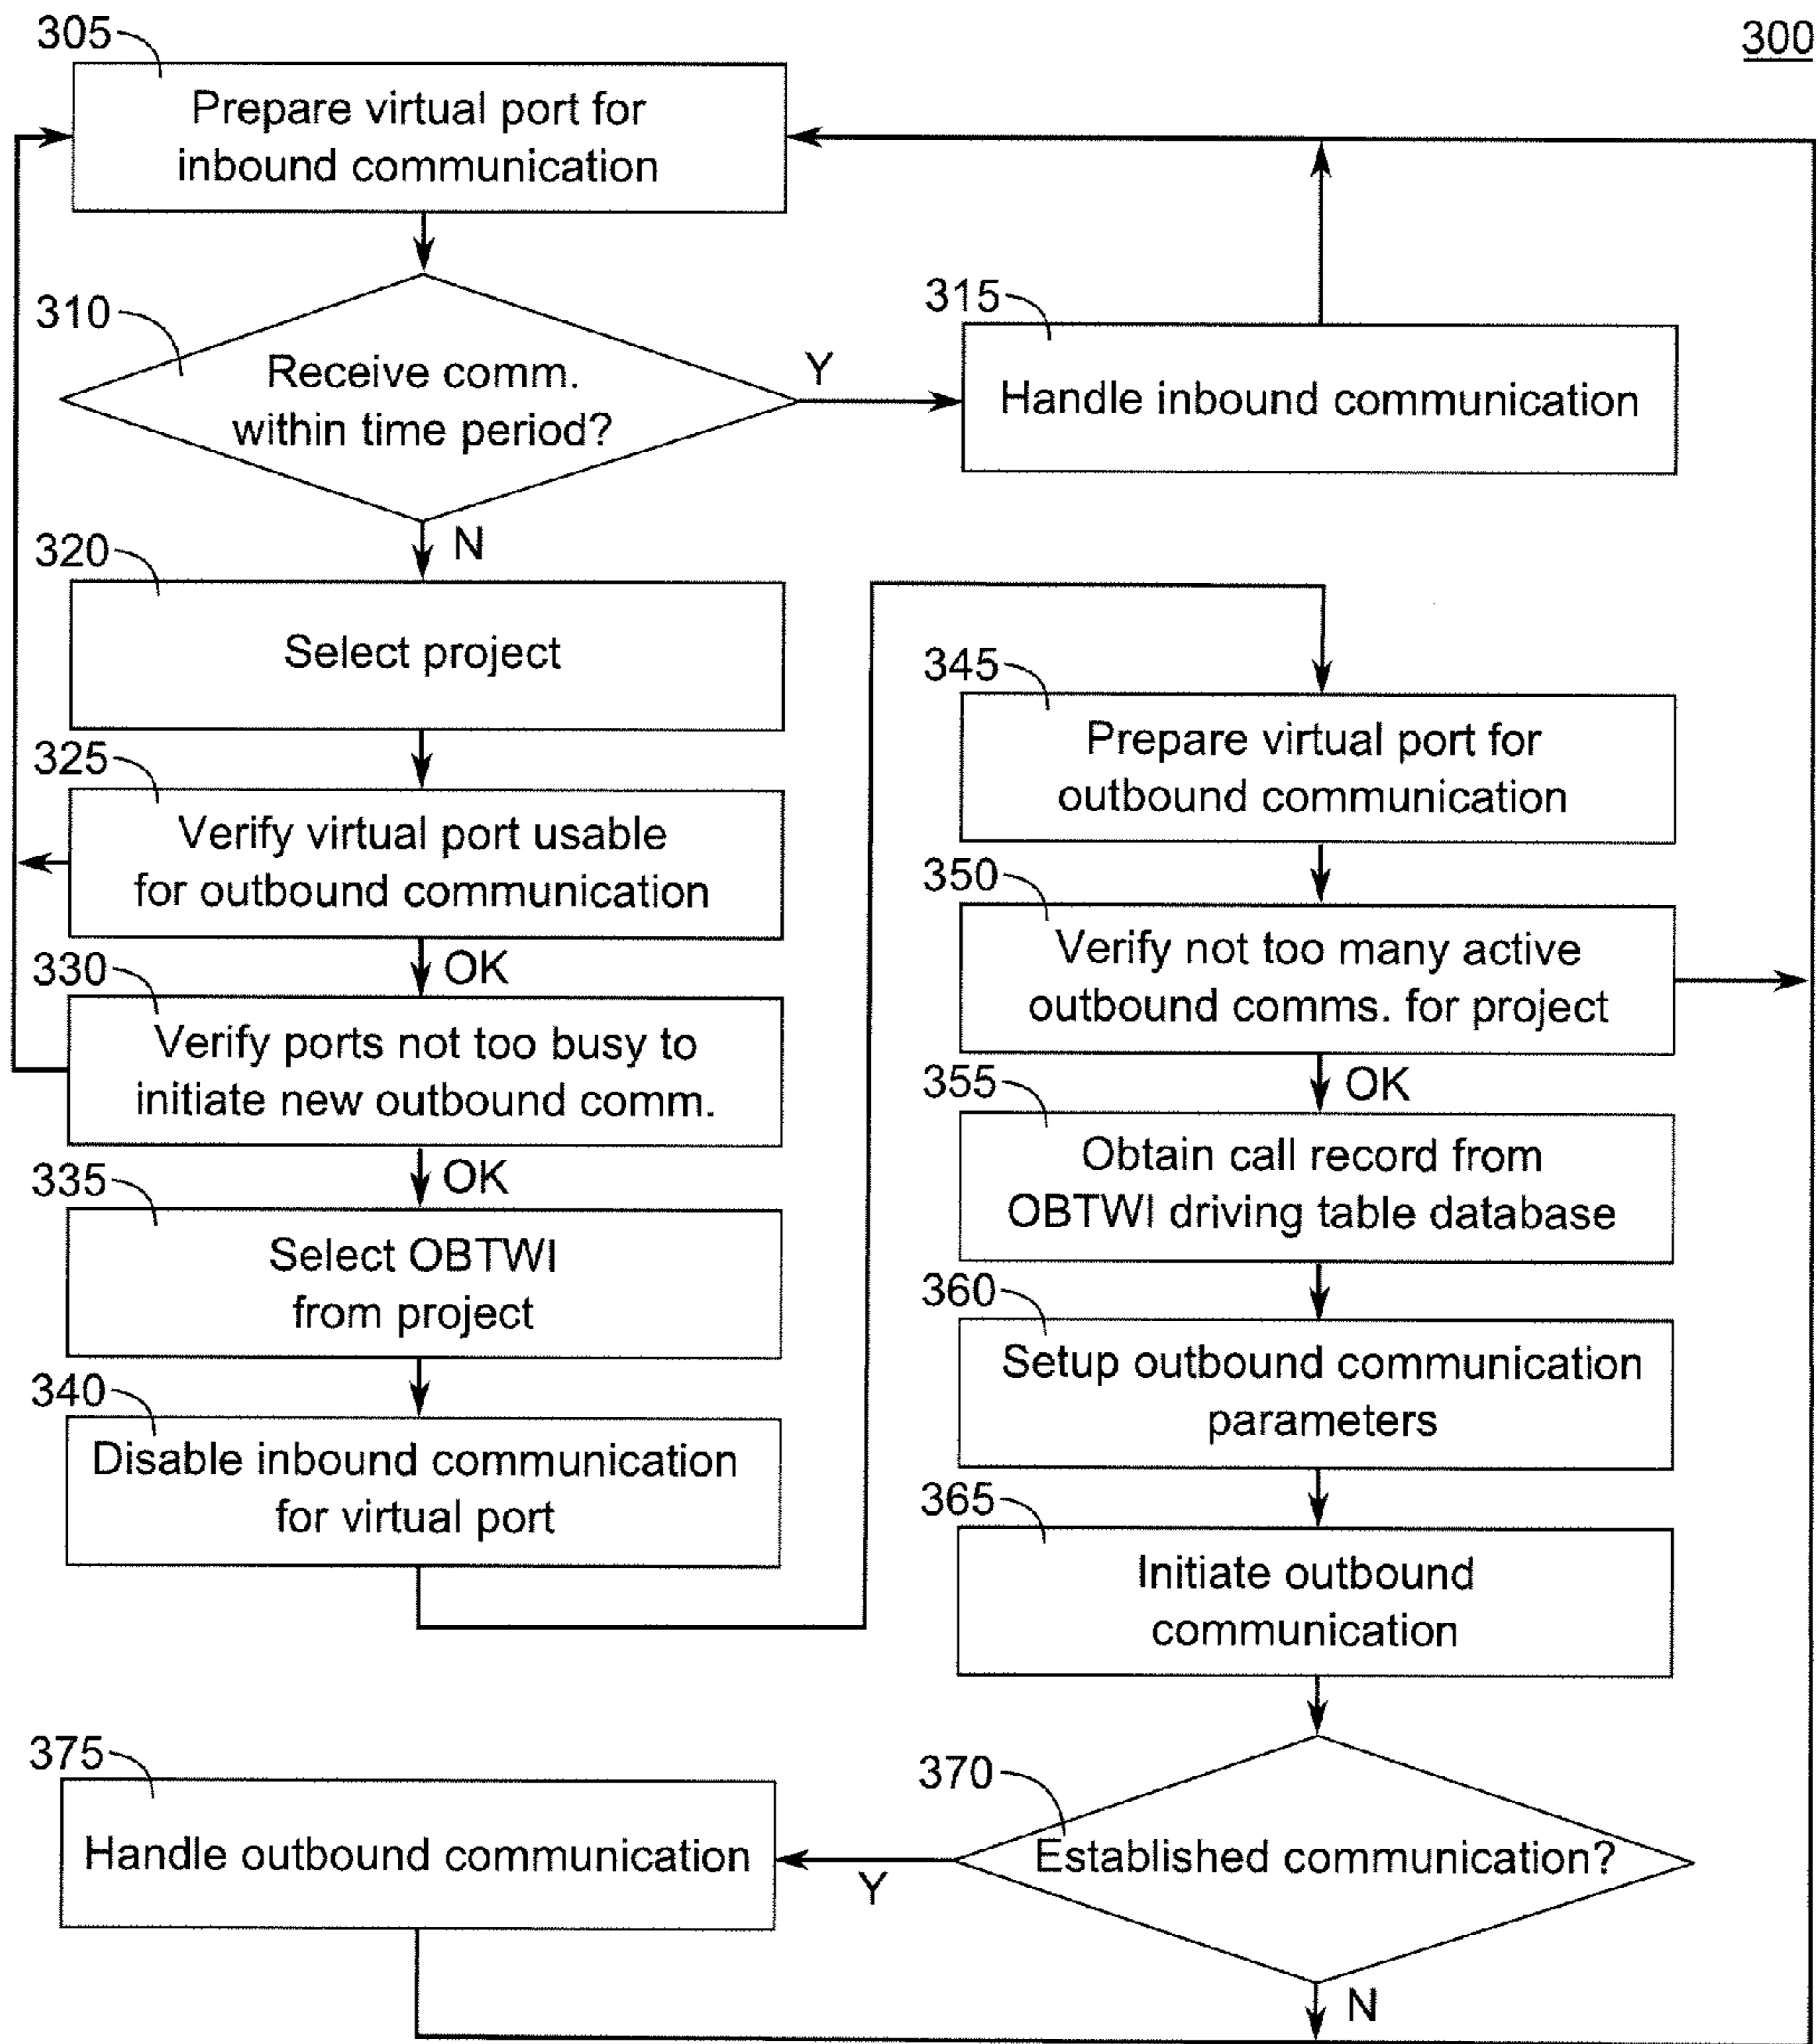 300
305
Prepare virtual port for
inbound communication
310
Receive comm.
within time period?
Y
N
315
Handle inbound communication
320
Select project
325
Verify virtual port usable
for outbound communication
OK
330
Verify ports not too busy to
initiate new outbound comm.
OK
335
Select OBTWI
from project
340
Disable inbound communication
for virtual port
345
Prepare virtual port for
outbound communication
350
Verify not too many active
outbound comms. for project
OK
355
Obtain call record from
OBTWI driving table database
360
Setup outbound communication
parameters
365
Initiate outbound
communication
370
Established communication?
Y
N
375
Handle outbound communication